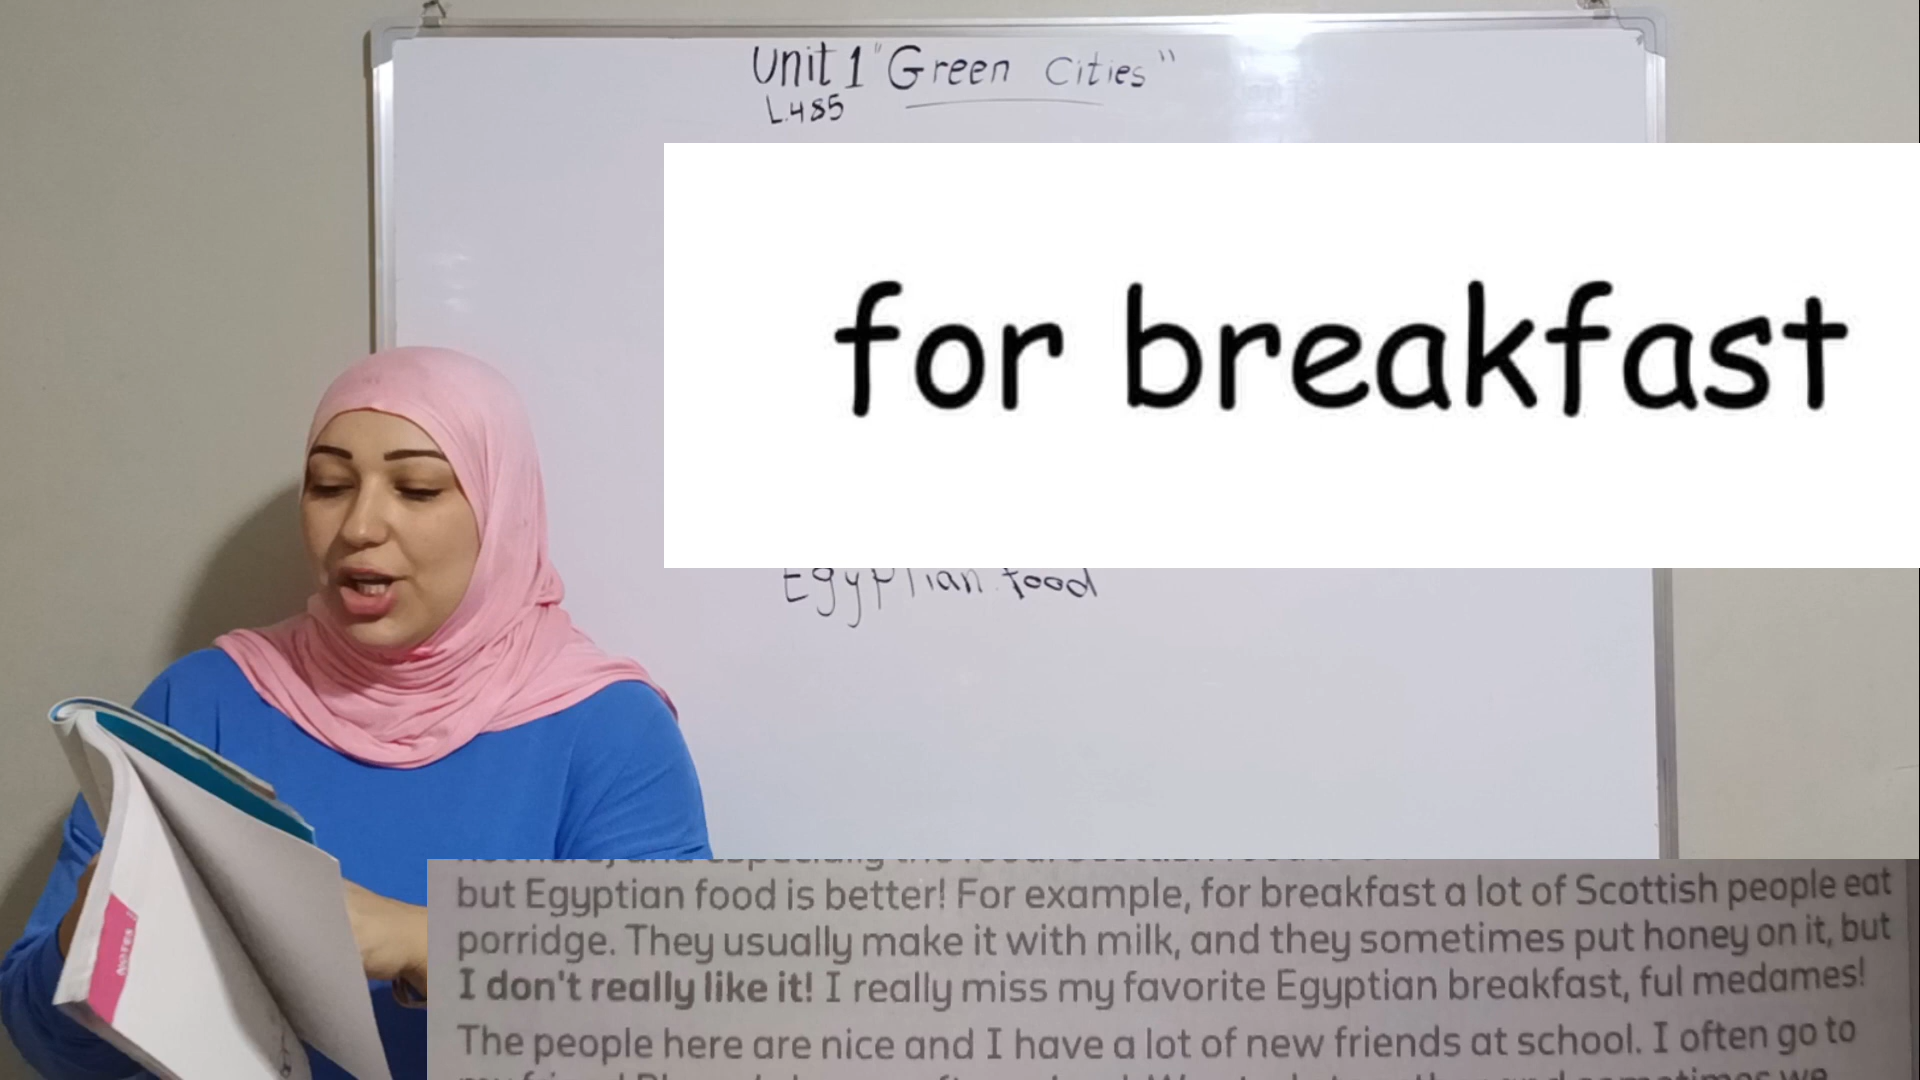 Unit 1 "Green Cities"
L.4&5
for breakfast
Egyptian food
but Egyptian food is better! For example, for breakfast a lot of Scottish people eat
porridge. They usually make it with milk, and they sometimes put honey on it, but
I don't really like it! I really miss my favorite Egyptian breakfast, ful medames!
The people here are nice and I have a lot of new friends at school. I often go to
Notes